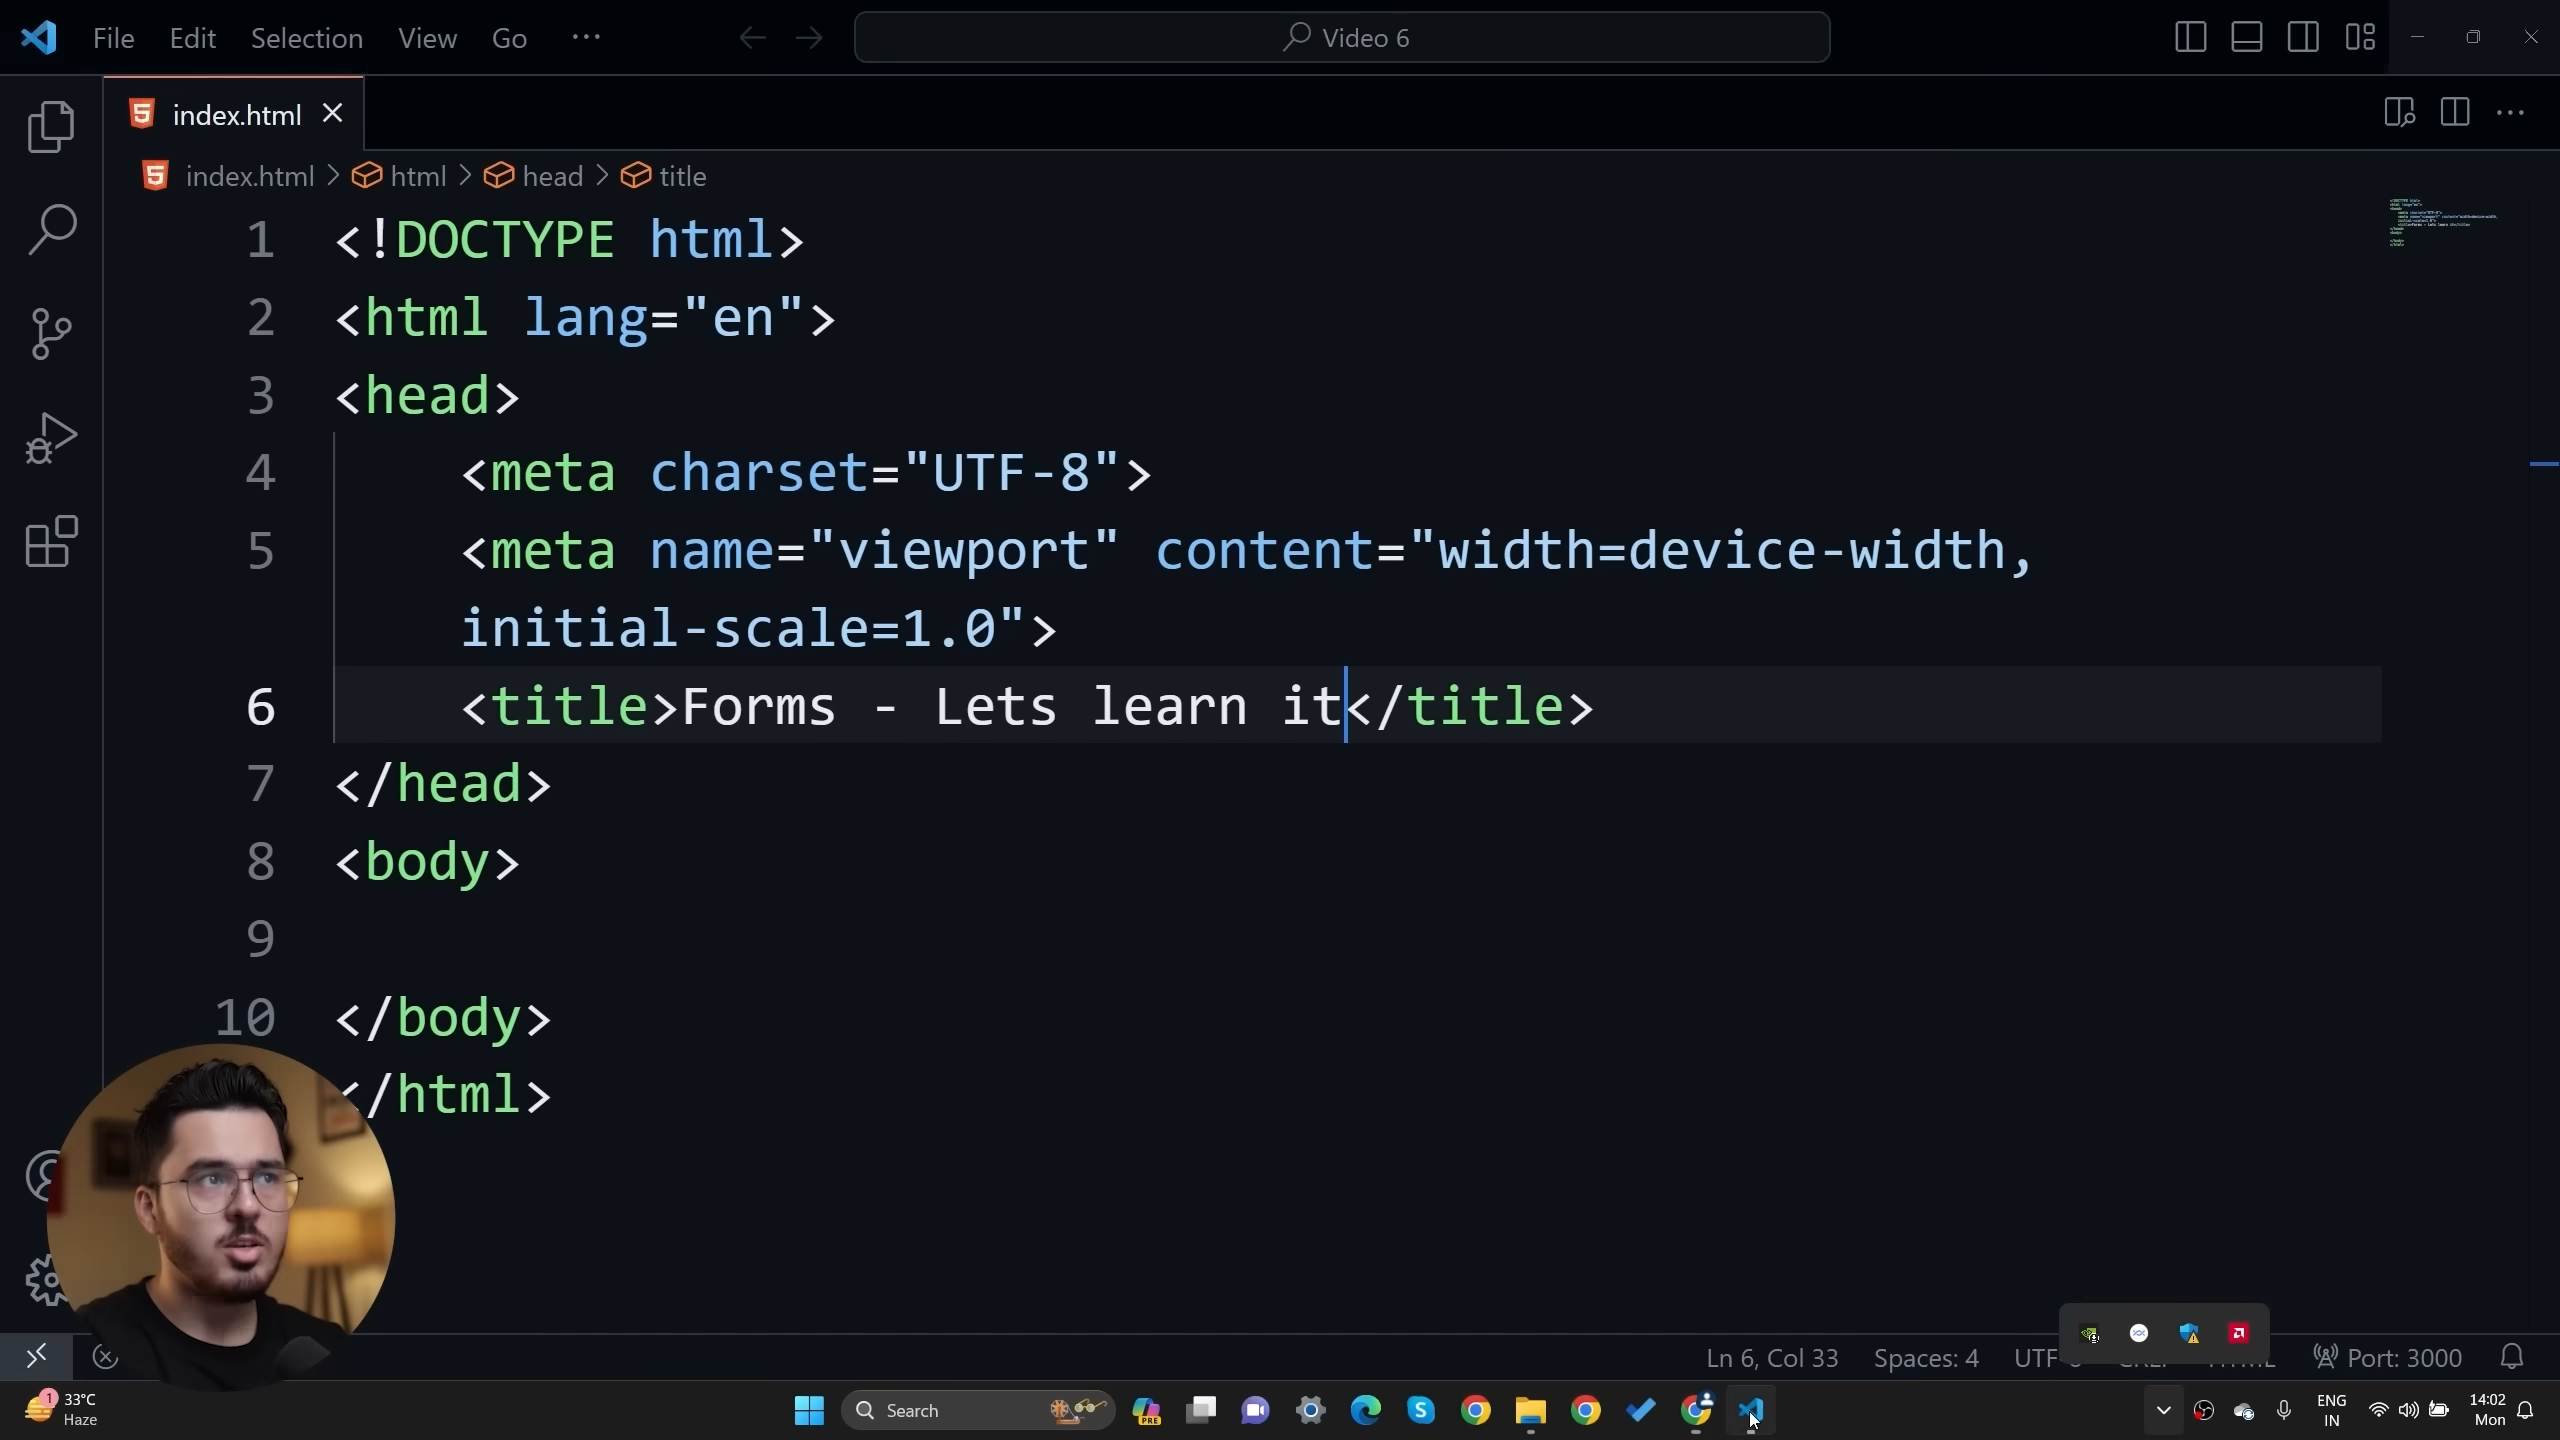 File Edit Selection View Go ···
Video 6
index.html
index.html > html > head > title
1 <!DOCTYPE html>
2 <html lang="en">
3 <head>
4 <meta charset="UTF-8">
5 <meta name="viewport" content="width=device-width,
initial-scale=1.0">
6 <title>Forms - Lets learn it</title>
7 </head>
8 <body>
9
10 </body>
</html>
Ln 6, Col 33 Spaces: 4 Port: 3000
1 33°C
Haze
Search
PRE
ENG
IN
14:02
Mon